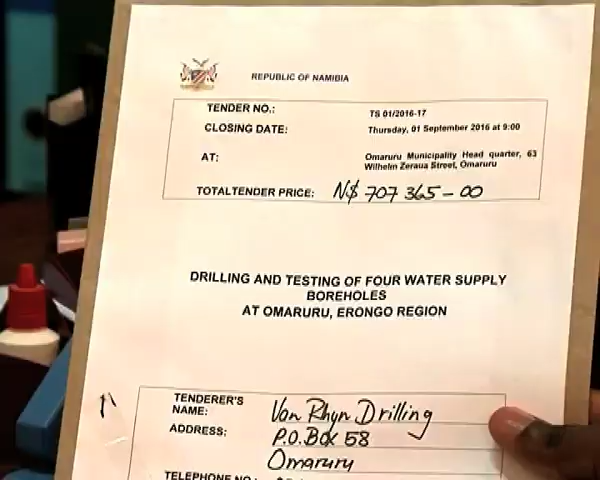 REPUBLIC OF NAMIBIA
TENDER NO.: TS 01/2016-17
CLOSING DATE: Thursday, 01 September 2016 at 9:00
AT: Omaruru Municipality Head quarter, 63
Wilhelm Zeraua Street, Omaruru
TOTALTENDER PRICE: N$ 707 365-00
DRILLING AND TESTING OF FOUR WATER SUPPLY
BOREHOLES
AT OMARURU, ERONGO REGION
TENDERER'S
NAME: Van Rhyn Drilling
ADDRESS: P.O. Box 58
Omaruru
TELEPHONE NO.: